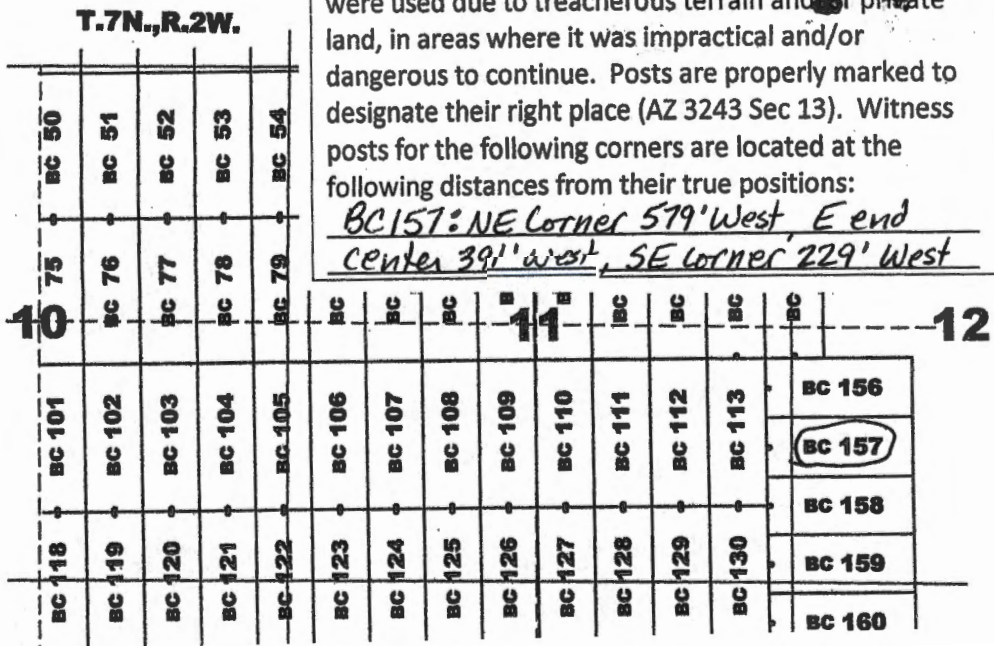 were used due to treacherous terrain and/or private
T.7N.,R.2W.
land, in areas where it was impractical and/or
dangerous to continue. Posts are properly marked to
designate their right place (AZ 3243 Sec 13). Witness
posts for the following corners are located at the
following distances from their true positions:
BC157: NE Corner 579' West, E end
center 391' west, SE corner 229' West
BC 50
BC 51
BC 52
BC 53
BC 54
BC 75
BC 76
BC 77
BC 78
BC 79
BC
BC
BC
B
B
BC
BC
BC
BC
10
11
12
BC 101
BC 102
BC 103
BC 104
BC 105
BC 106
BC 107
BC 108
BC 109
BC 110
BC 111
BC 112
BC 113
BC 156
BC 157
BC 158
BC 118
BC 119
BC 120
BC 121
BC 122
BC 123
BC 124
BC 125
BC 126
BC 127
BC 128
BC 129
BC 130
BC 159
BC 160